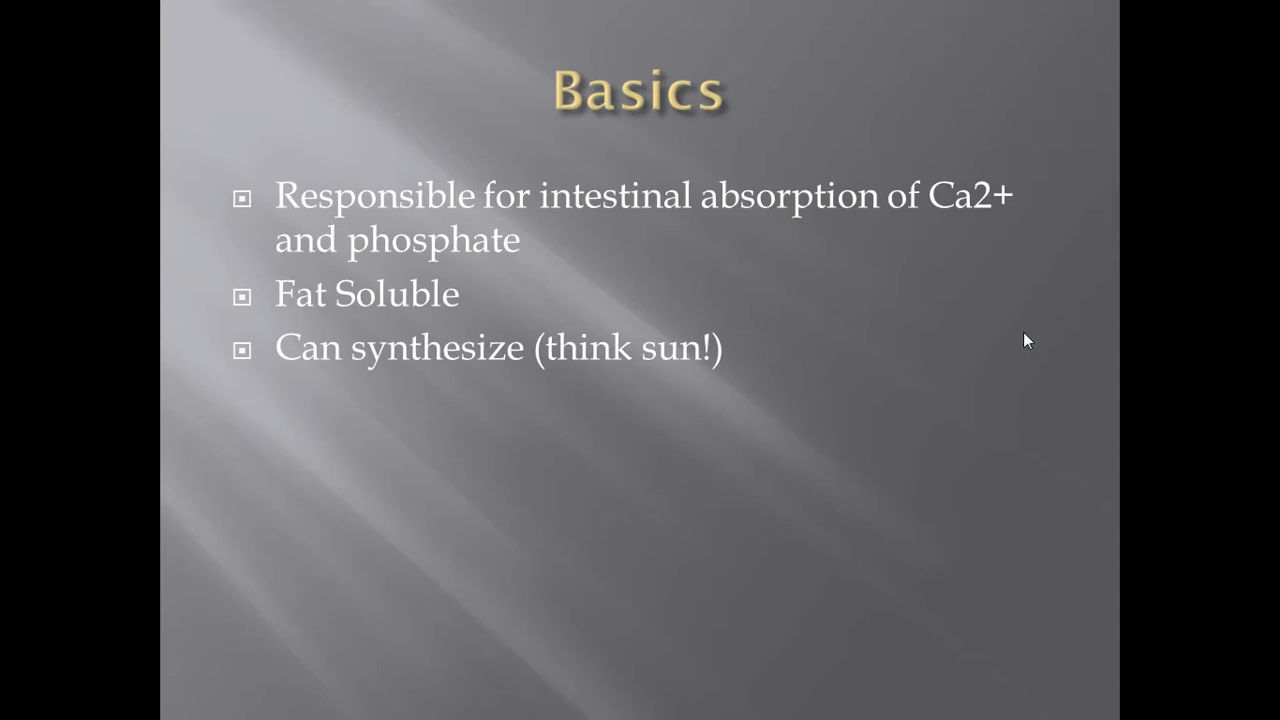 Basics
Responsible for intestinal absorption of Ca2+
and phosphate
Fat Soluble
Can synthesize (think sun!)